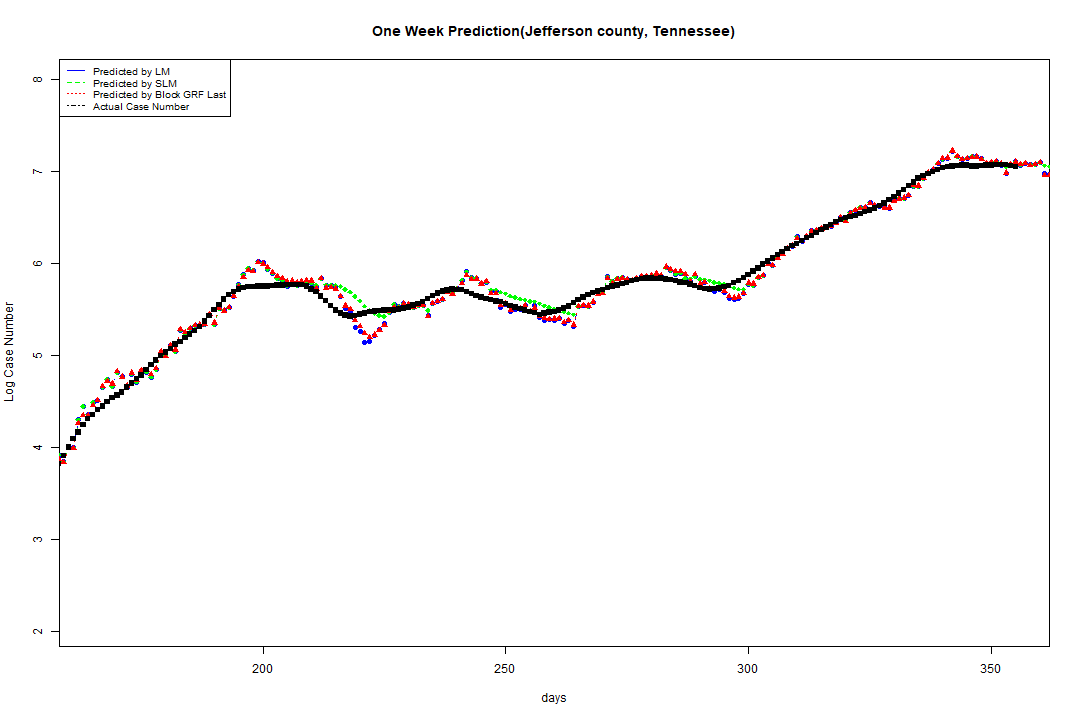 One Week Prediction(Jefferson county, Tennessee)
Predicted by LM
Predicted by SLM
Predicted by Block GRF Last
Actual Case Number
8
7
6
5
4
3
2
Log Case Number
200 250 300 350
days